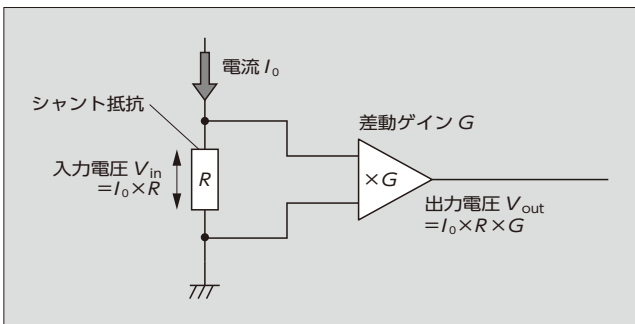 電流 I₀
シャント抵抗
差動ゲイン G
入力電圧 Vin
=I₀×R
R
×G
出力電圧 Vout
=I₀×R×G